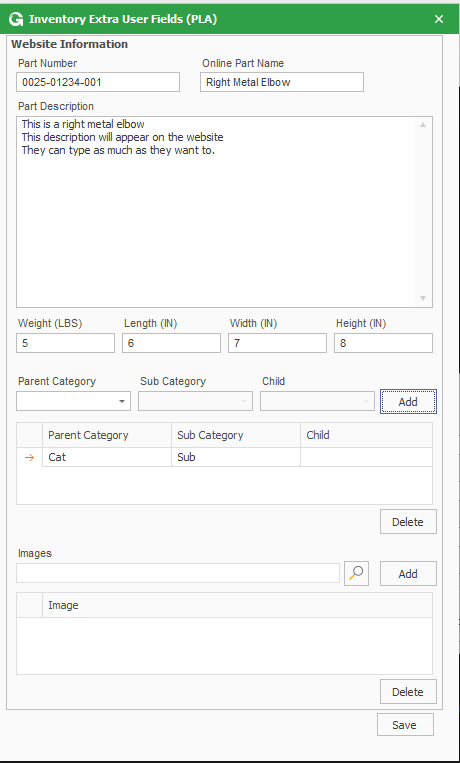 Inventory Extra User Fields (PLA)
Website Information
Part Number Online Part Name
0025-01234-001 Right Metal Elbow
Part Description
This is a right metal elbow
This description will appear on the website
They can type as much as they want to.
Weight (LBS) Length (IN) Width (IN) Height (IN)
5 6 7 8
Parent Category Sub Category Child
Add
Parent Category Sub Category Child
Cat Sub
Delete
Images
Add
Image
Delete
Save